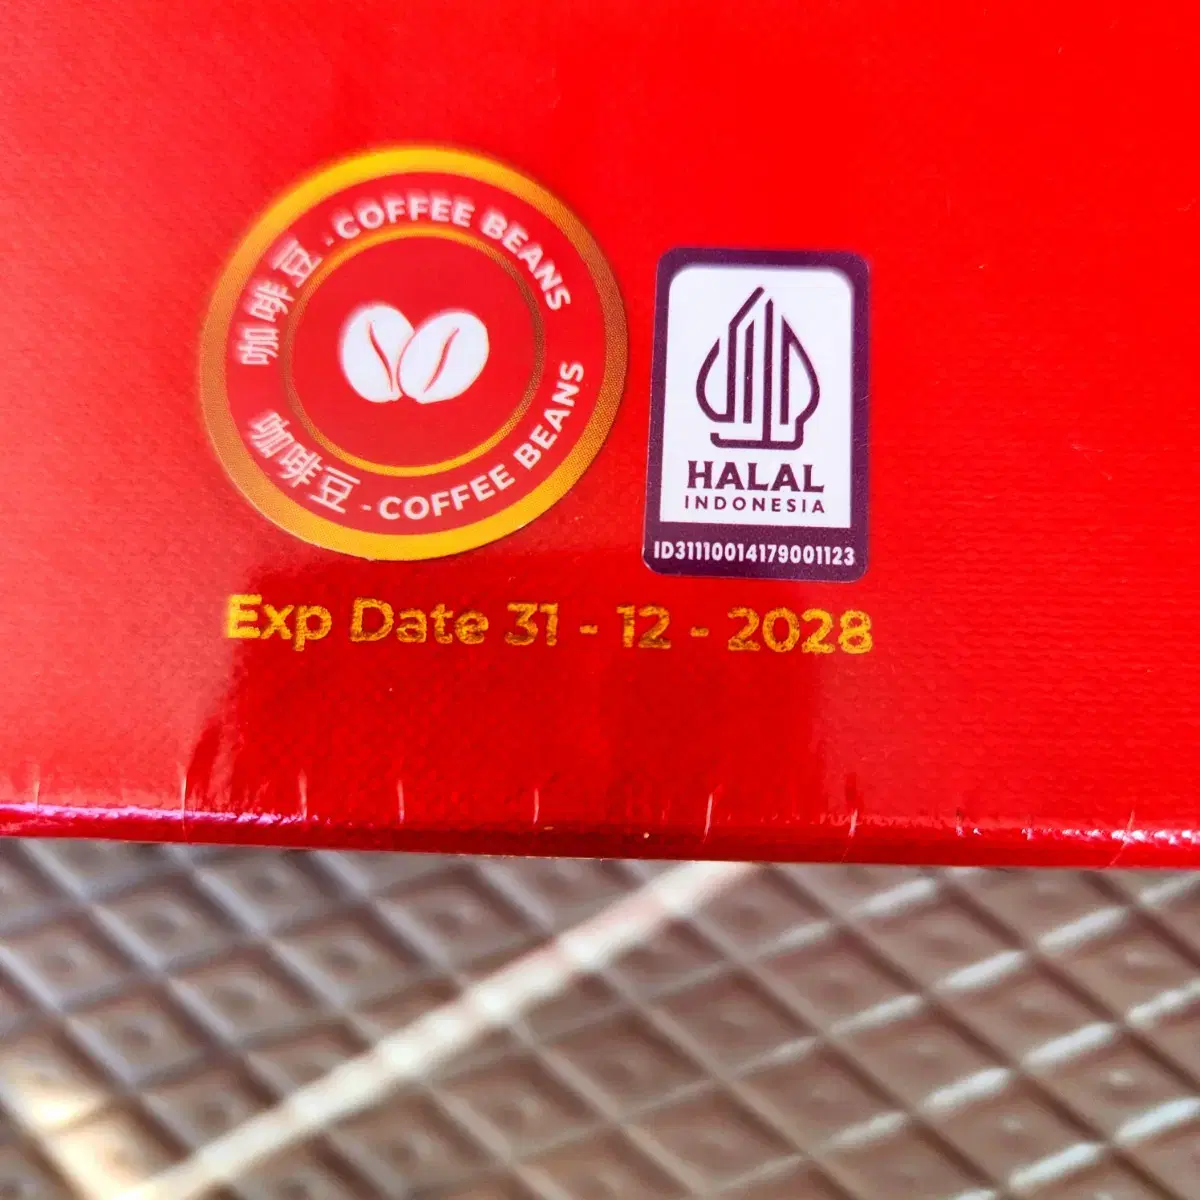 咖啡豆 - COFFEE BEANS
咖啡豆 - COFFEE BEANS
HALAL
INDONESIA
ID31110014179001123
Exp Date 31 - 12 - 2028